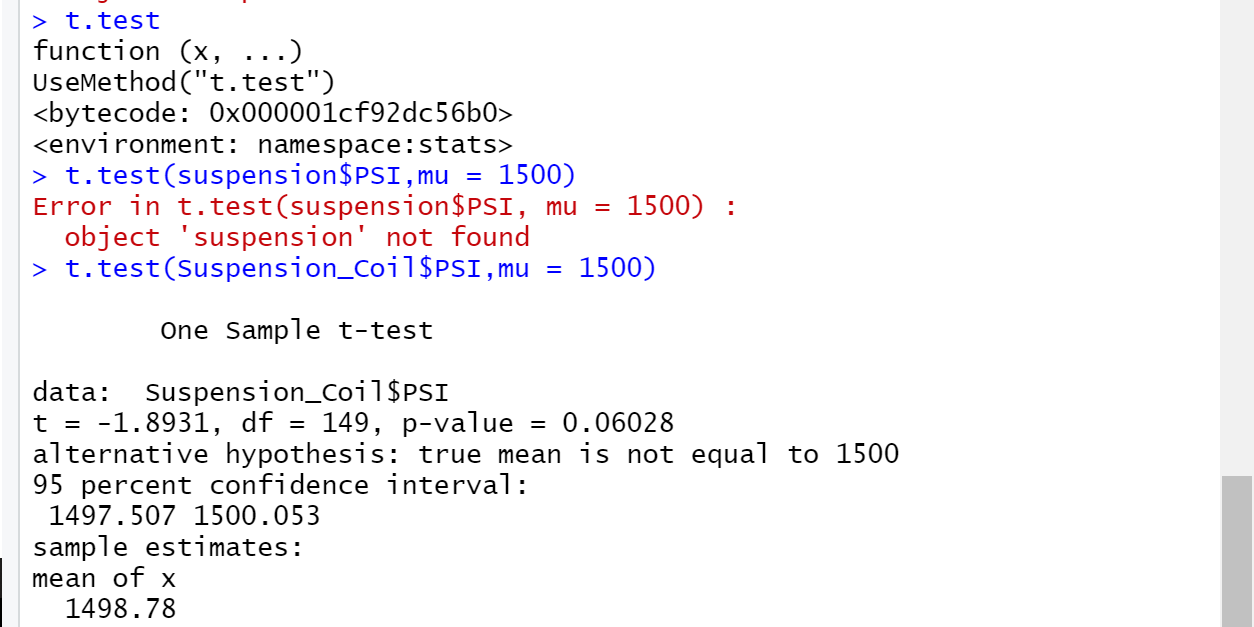 > t.test
function (x, ...)
UseMethod("t.test")
<bytecode: 0x000001cf92dc56b0>
<environment: namespace:stats>
> t.test(suspension$PSI,mu = 1500)
Error in t.test(suspension$PSI, mu = 1500) :
  object 'suspension' not found
> t.test(Suspension_Coil$PSI,mu = 1500)

        One Sample t-test

data:  Suspension_Coil$PSI
t = -1.8931, df = 149, p-value = 0.06028
alternative hypothesis: true mean is not equal to 1500
95 percent confidence interval:
 1497.507 1500.053
sample estimates:
mean of x
  1498.78